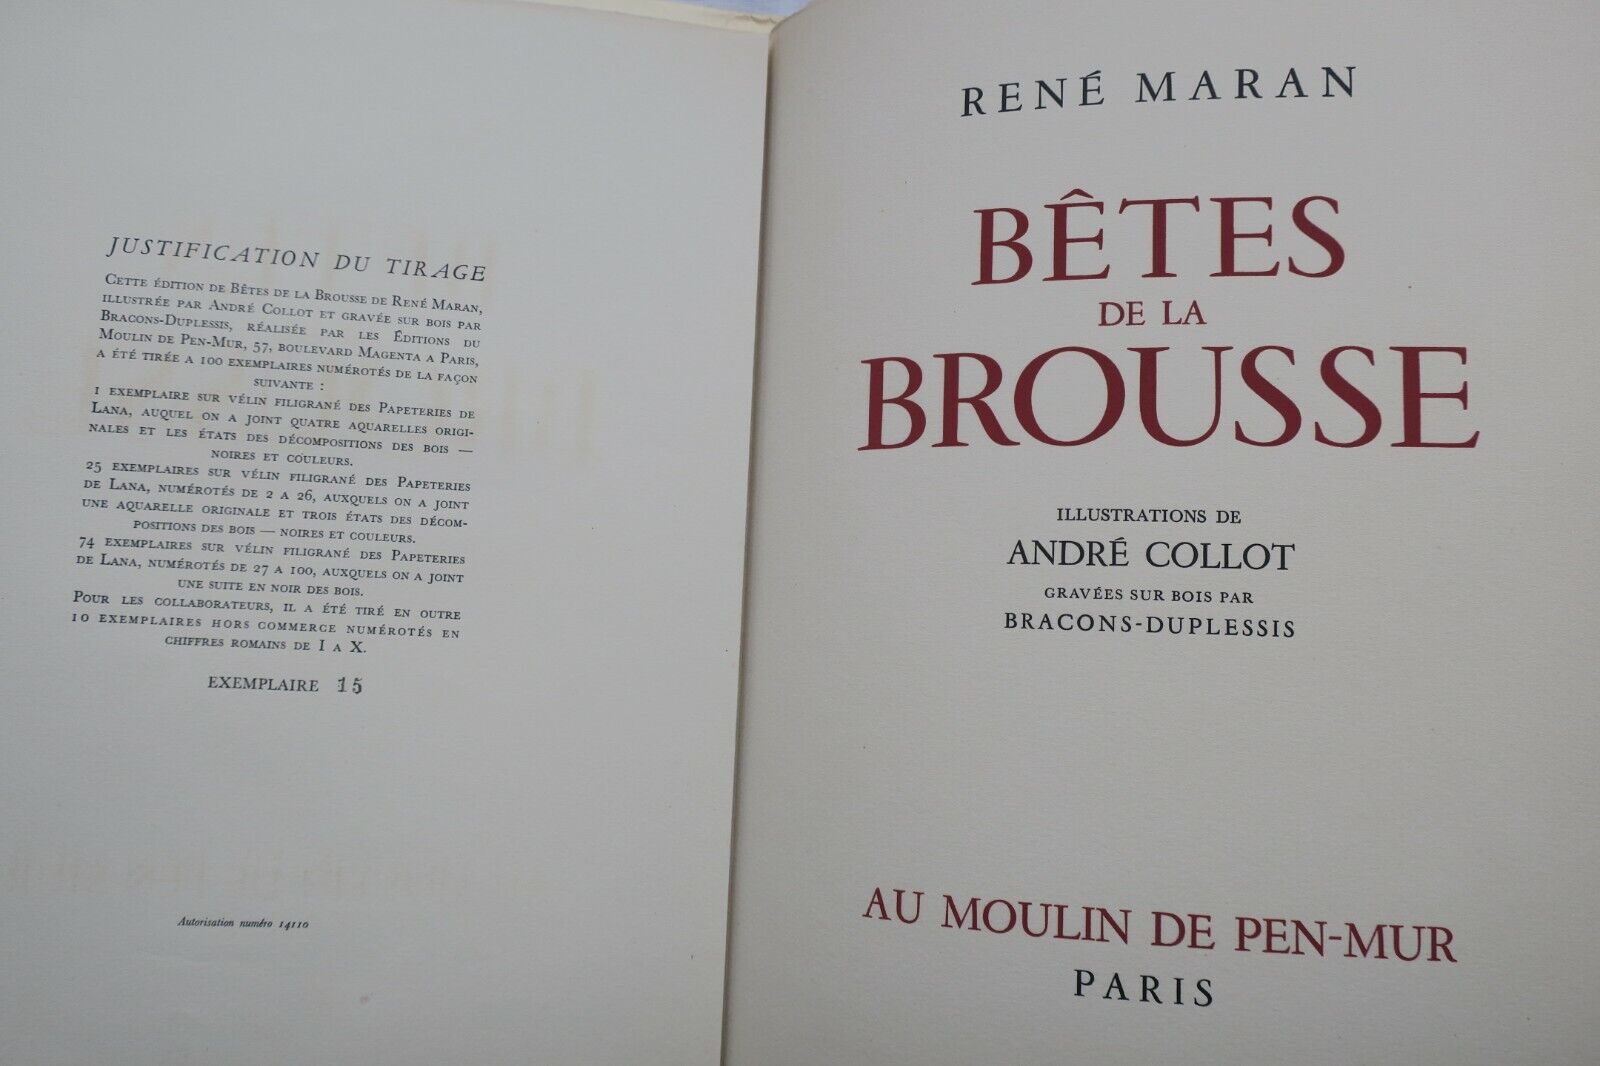 JUSTIFICATION DU TIRAGE
Cette édition de Bêtes de la Brousse de René Maran,
illustrée par André Collot et gravée sur bois par
Bracons-Duplessis, réalisée par les Éditions du
Moulin de Pen-Mur, 57, boulevard Magenta a Paris,
a été tirée a 100 exemplaires numérotés de la façon
suivante :
1 exemplaire sur vélin filigrané des Papeteries de
Lana, auquel on a joint quatre aquarelles origi-
nales et les états des décompositions des bois —
noires et couleurs.
25 exemplaires sur vélin filigrané des Papeteries
de Lana, numérotés de 2 a 26, auxquels on a joint
une aquarelle originale et trois états des décom-
positions des bois — noires et couleurs.
74 exemplaires sur vélin filigrané des Papeteries
de Lana, numérotés de 27 a 100, auxquels on a joint
une suite en noir des bois.
Pour les collaborateurs, il a été tiré en outre
10 exemplaires hors commerce numérotés en
chiffres romains de I a X.
EXEMPLAIRE 15
Autorisation numéro 14110
RENÉ MARAN
BÊTES
DE LA
BROUSSE
ILLUSTRATIONS DE
ANDRÉ COLLOT
GRAVÉES SUR BOIS PAR
BRACONS-DUPLESSIS
AU MOULIN DE PEN-MUR
PARIS